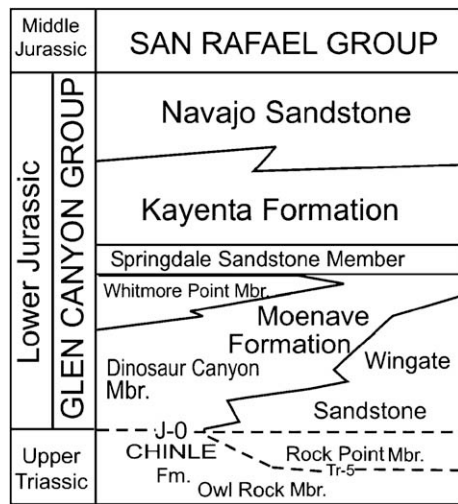 Middle
Jurassic
SAN RAFAEL GROUP
Lower Jurassic
GLEN CANYON GROUP
Navajo Sandstone
Kayenta Formation
Springdale Sandstone Member
Whitmore Point Mbr.
Moenave
Formation
Dinosaur Canyon
Mbr.
Wingate
Sandstone
J-0
Upper
Triassic
CHINLE
Fm.
Rock Point Mbr.
Tr-5
Owl Rock Mbr.